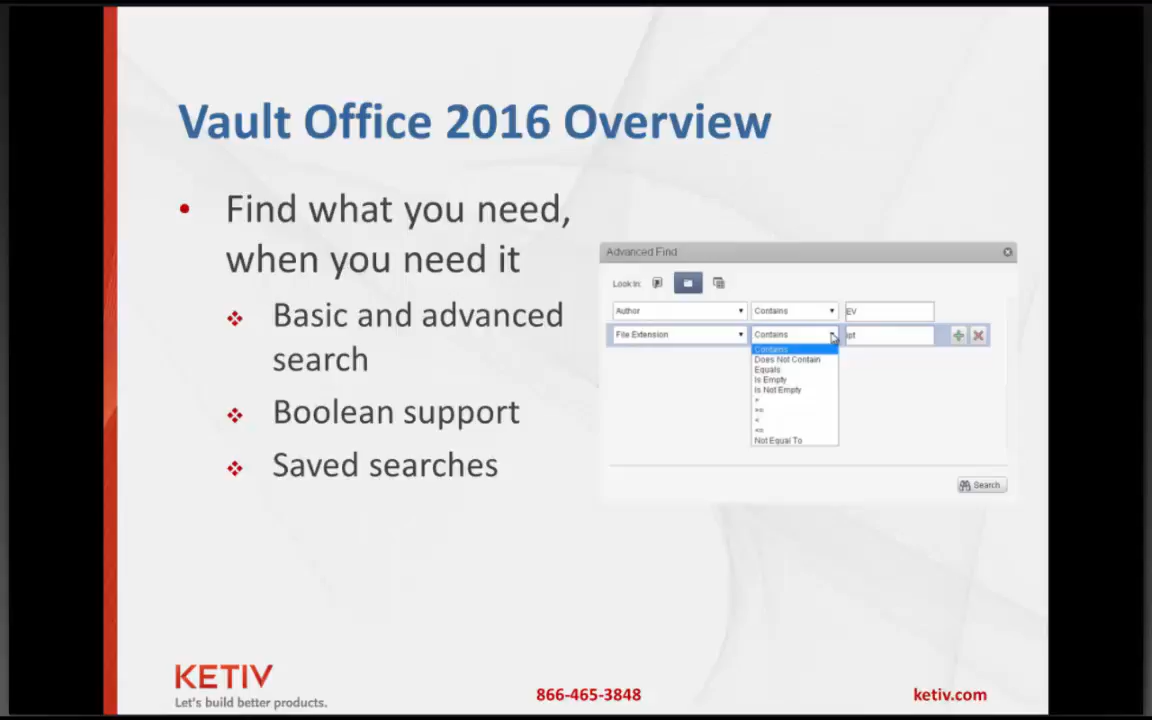 Vault Office 2016 Overview
• Find what you need,
when you need it
❖ Basic and advanced
search
❖ Boolean support
❖ Saved searches
Advanced Find
Look In:
Author Contains EV
File Extension Contains ipt
Contains
Does Not Contain
Equals
Is Empty
Is Not Empty
>
>=
<
<=
Not Equal To
Search
KETIV
Let's build better products.
866-465-3848
ketiv.com